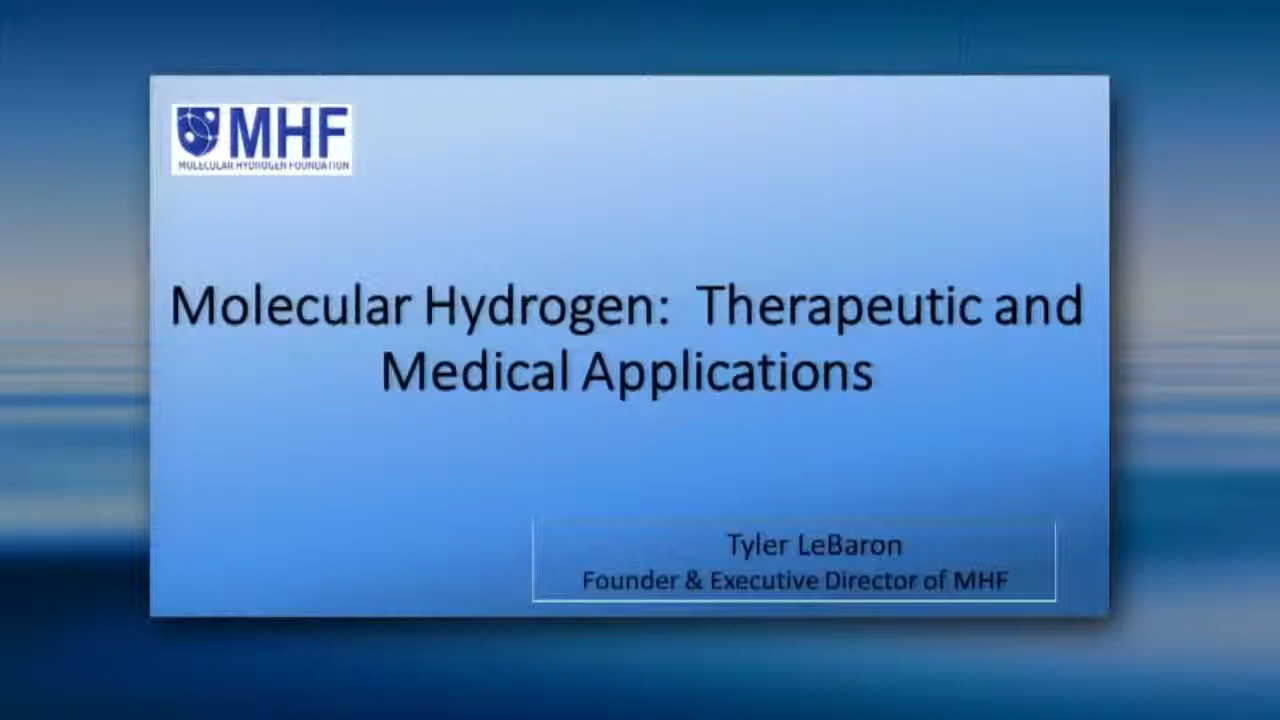 MHF
MOLECULAR HYDROGEN FOUNDATION
Molecular Hydrogen: Therapeutic and
Medical Applications
Tyler LeBaron
Founder & Executive Director of MHF